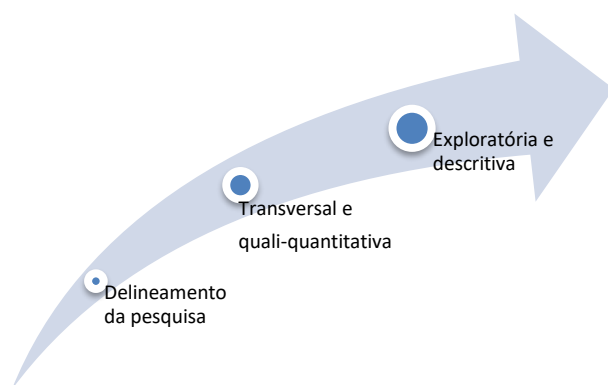 Exploratória e
descritiva
Transversal e
quali-quantitativa
Delineamento
da pesquisa